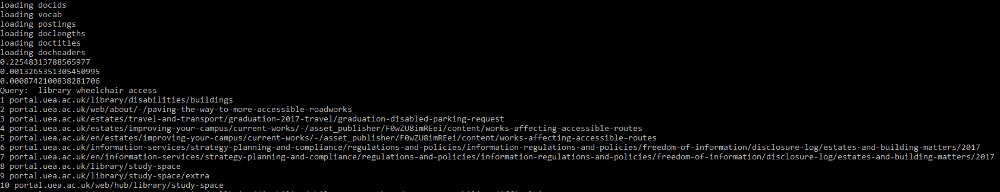 loading docids
loading vocab
loading postings
loading doclengths
loading doctitles
loading docheaders
0.22548313788565977
0.0013265351305450995
0.0008742100838281706
Query:  library wheelchair access
1 portal.uea.ac.uk/library/disabilities/buildings
2 portal.uea.ac.uk/web/about/-/paving-the-way-to-more-accessible-roadworks
3 portal.uea.ac.uk/estates/travel-and-transport/graduation-2017-travel/graduation-disabled-parking-request
4 portal.uea.ac.uk/estates/improving-your-campus/current-works/-/asset_publisher/F0wZU8imREei/content/works-affecting-accessible-routes
5 portal.uea.ac.uk/en/estates/improving-your-campus/current-works/-/asset_publisher/F0wZU8imREei/content/works-affecting-accessible-routes
6 portal.uea.ac.uk/information-services/strategy-planning-and-compliance/regulations-and-policies/information-regulations-and-policies/freedom-of-information/disclosure-log/estates-and-building-matters/2017
7 portal.uea.ac.uk/en/information-services/strategy-planning-and-compliance/regulations-and-policies/information-regulations-and-policies/freedom-of-information/disclosure-log/estates-and-building-matters/2017
8 portal.uea.ac.uk/library/study-space
9 portal.uea.ac.uk/library/study-space/extra
10 portal.uea.ac.uk/web/hub/library/study-space